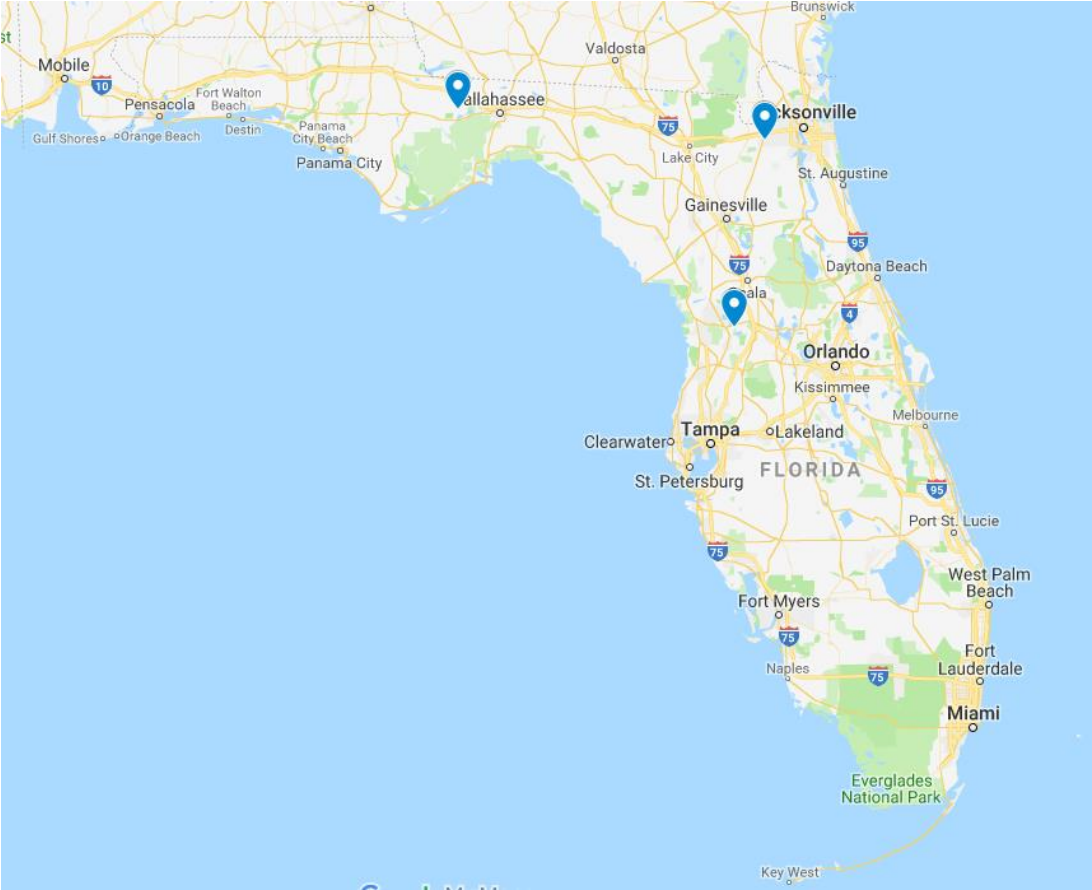 Brunswick
st
Valdosta
Mobile
10
Fort Walton
Beach
allahassee
Pensacola
cksonville
Destin
Panama
City Beach
75
Gulf Shores
Orange Beach
Panama City
Lake City
St. Augustine
Gainesville
95
75
Daytona Beach
ala
4
Orlando
Kissimmee
Melbourne
Tampa
Lakeland
Clearwater
FLORIDA
St. Petersburg
95
Port St. Lucie
75
West Palm
Beach
Fort Myers
75
Fort
Lauderdale
Naples
75
Miami
Everglades
National Park
Key West